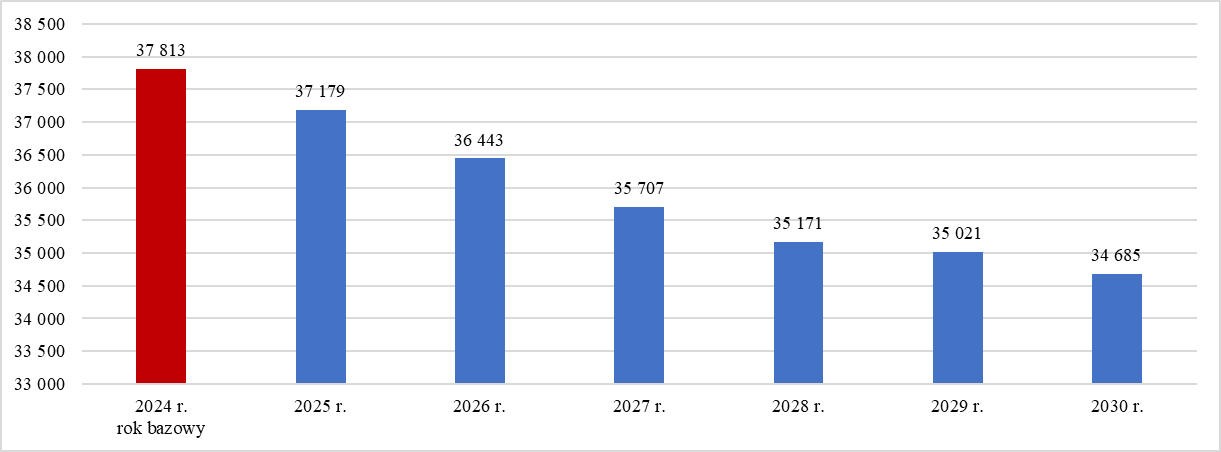 38 500
38 000
37 500
37 000
36 500
36 000
35 500
35 000
34 500
34 000
33 500
33 000
37 813
37 179
36 443
35 707
35 171
35 021
34 685
2024 r.
rok bazowy
2025 r.
2026 r.
2027 r.
2028 r.
2029 r.
2030 r.